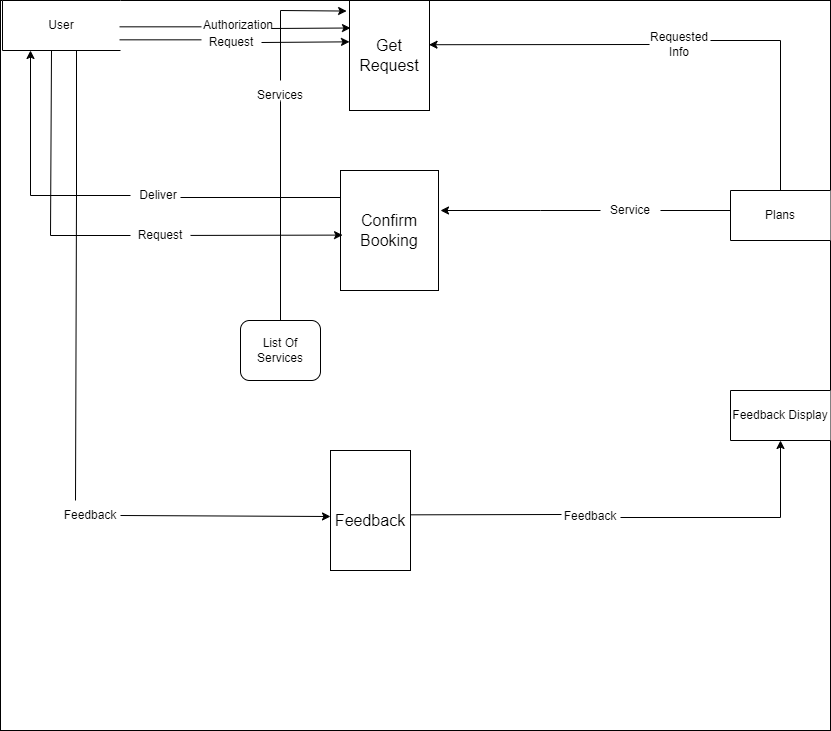 User
Authorization
Request
Get
Request
Requested
Info
Services
Deliver
Request
Confirm
Booking
Service
Plans
List Of
Services
Feedback Display
Feedback
Feedback
Feedback